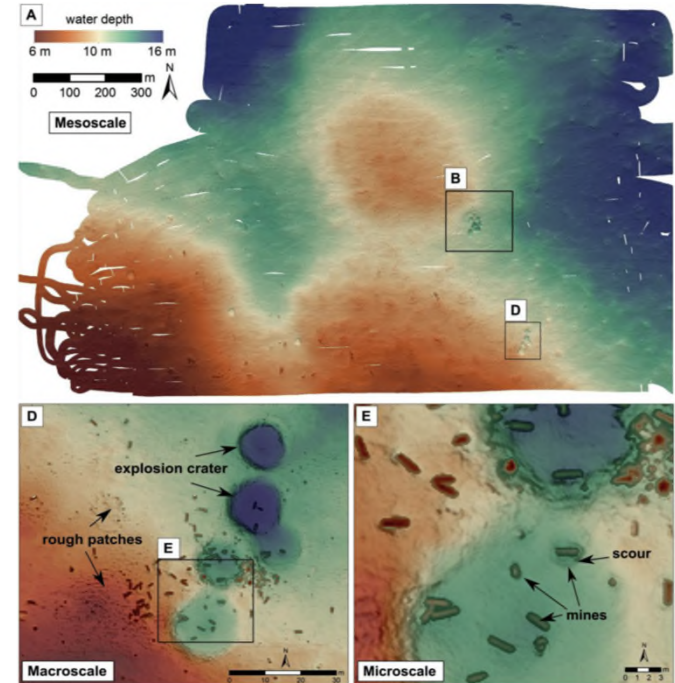 A
water depth
6 m 10 m 16 m
N
m
0 100 200 300
Mesoscale
B
D
D
explosion crater
rough patches
E
Macroscale
N
m
0 10 20 30
E
scour
mines
Microscale
N
m
0 1 2 3